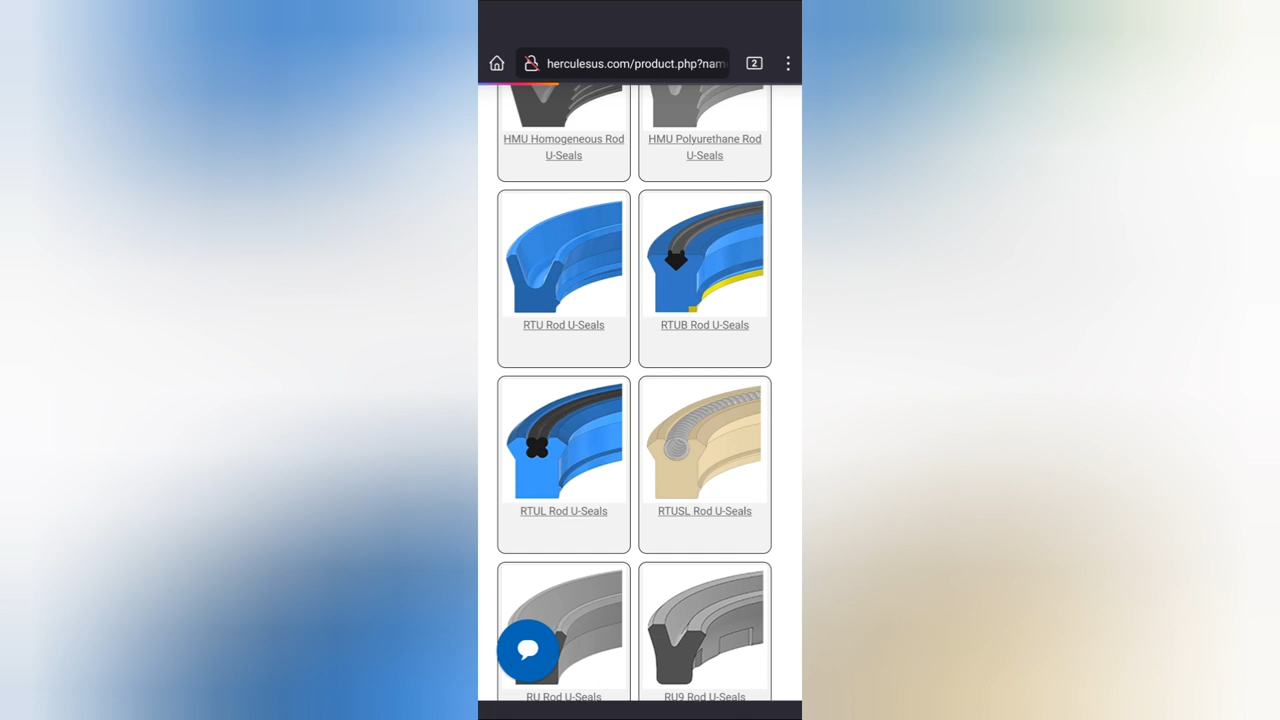 herculesus.com/product.php?nam
2
HMU Homogeneous Rod
U-Seals
HMU Polyurethane Rod
U-Seals
RTU Rod U-Seals
RTUB Rod U-Seals
RTUL Rod U-Seals
RTUSL Rod U-Seals
RU Rod U-Seals
RU9 Rod U-Seals